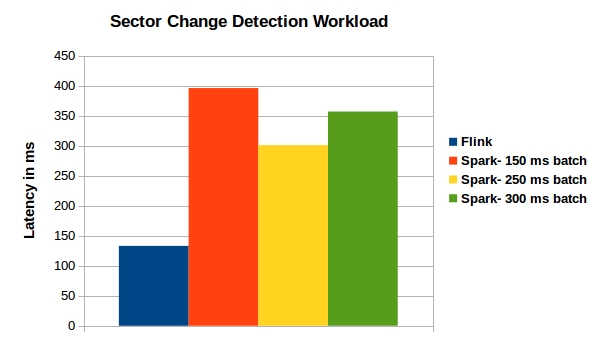 Sector Change Detection Workload
450
400
350
300
250
200
150
100
50
0
Latency in ms
Flink
Spark- 150 ms batch
Spark- 250 ms batch
Spark- 300 ms batch